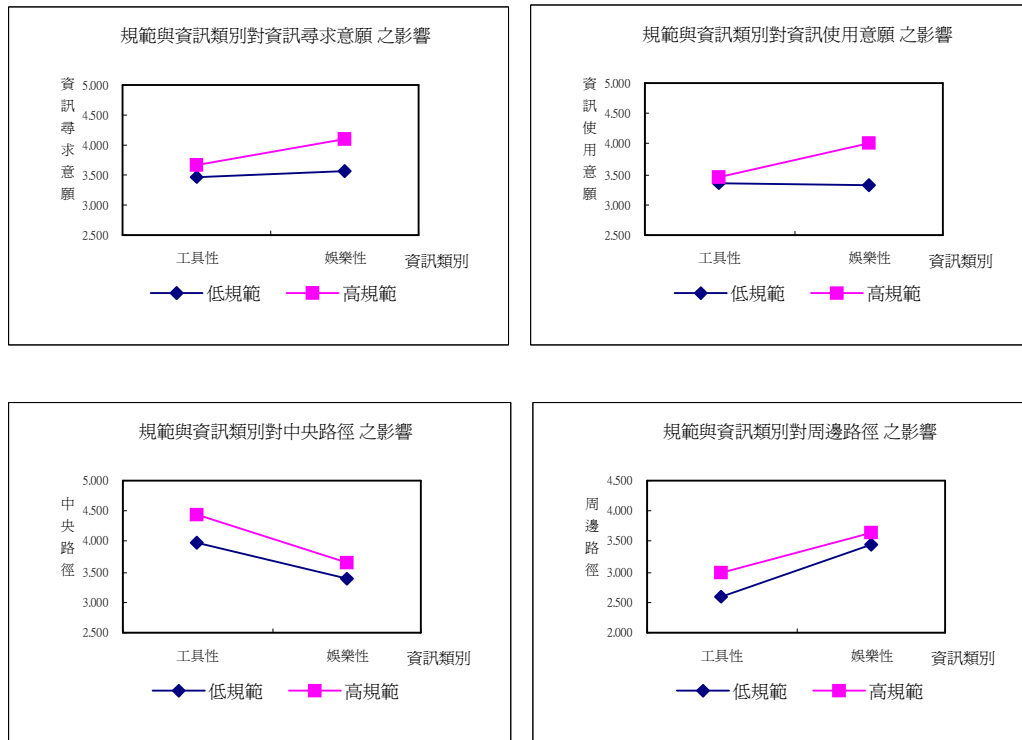 規範與資訊類別對資訊尋求意願 之影響
資訊尋求意願
5.000
4.500
4.000
3.500
3.000
2.500
工具性 娛樂性 資訊類別
低規範 高規範
規範與資訊類別對資訊使用意願 之影響
資訊使用意願
5.000
4.500
4.000
3.500
3.000
2.500
工具性 娛樂性 資訊類別
低規範 高規範
規範與資訊類別對中央路徑 之影響
中央路徑
5.000
4.500
4.000
3.500
3.000
2.500
工具性 娛樂性 資訊類別
低規範 高規範
規範與資訊類別對周邊路徑 之影響
周邊路徑
4.500
4.000
3.500
3.000
2.500
2.000
工具性 娛樂性 資訊類別
低規範 高規範